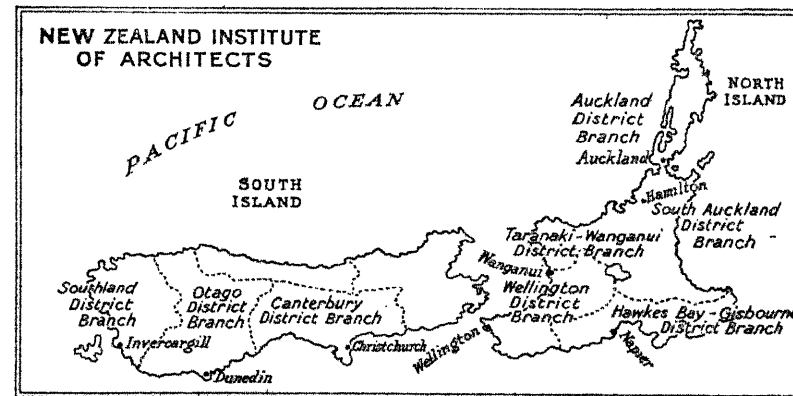 NEW ZEALAND INSTITUTE
OF ARCHITECTS
PACIFIC OCEAN
NORTH
ISLAND
Auckland
District
Branch
Auckland
SOUTH
ISLAND
Hamilton
South Auckland
District
Branch
Taranaki-Wanganui
District Branch
Wanganui
Wellington
District
Branch
Southland
District
Branch
Otago
District
Branch
Canterbury
District Branch
Hawkes Bay-Gisbourne
District Branch
Invercargill
Christchurch
Wellington
Napier
Dunedin